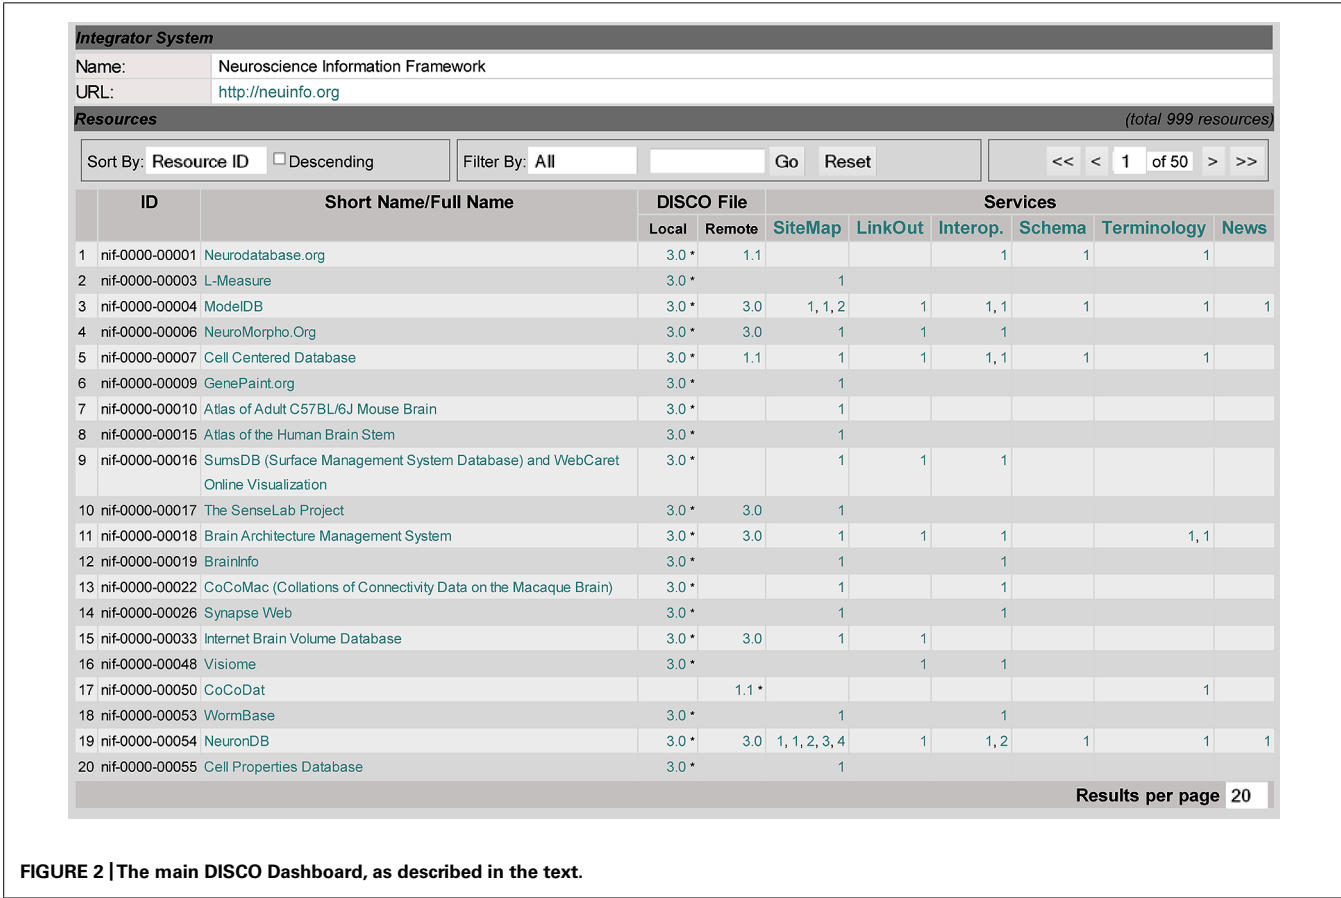 Integrator System
Name: Neuroscience Information Framework
URL: http://neuinfo.org
Resources (total 999 resources)
Sort By: Resource ID Descending Filter By: All Go Reset << < 1 of 50 > >>
ID Short Name/Full Name DISCO File Services
Local Remote SiteMap LinkOut Interop. Schema Terminology News
1 nif-0000-00001 Neurodatabase.org 3.0 * 1.1 1 1 1
2 nif-0000-00003 L-Measure 3.0 * 1
3 nif-0000-00004 ModelDB 3.0 * 3.0 1, 1, 2 1 1, 1 1 1 1
4 nif-0000-00006 NeuroMorpho.Org 3.0 * 3.0 1 1 1
5 nif-0000-00007 Cell Centered Database 3.0 * 1.1 1 1 1, 1 1 1
6 nif-0000-00009 GenePaint.org 3.0 * 1
7 nif-0000-00010 Atlas of Adult C57BL/6J Mouse Brain 3.0 * 1
8 nif-0000-00015 Atlas of the Human Brain Stem 3.0 * 1
9 nif-0000-00016 SumsDB (Surface Management System Database) and WebCaret 3.0 * 1 1 1
Online Visualization
10 nif-0000-00017 The SenseLab Project 3.0 * 3.0 1
11 nif-0000-00018 Brain Architecture Management System 3.0 * 3.0 1 1 1 1, 1
12 nif-0000-00019 BrainInfo 3.0 * 1 1
13 nif-0000-00022 CoCoMac (Collations of Connectivity Data on the Macaque Brain) 3.0 * 1 1
14 nif-0000-00026 Synapse Web 3.0 * 1 1
15 nif-0000-00033 Internet Brain Volume Database 3.0 * 3.0 1 1
16 nif-0000-00048 Visiome 3.0 * 1 1
17 nif-0000-00050 CoCoDat 1.1 * 1
18 nif-0000-00053 WormBase 3.0 * 1 1
19 nif-0000-00054 NeuronDB 3.0 * 3.0 1, 1, 2, 3, 4 1 1, 2 1 1 1
20 nif-0000-00055 Cell Properties Database 3.0 * 1
Results per page 20
FIGURE 2 | The main DISCO Dashboard, as described in the text.